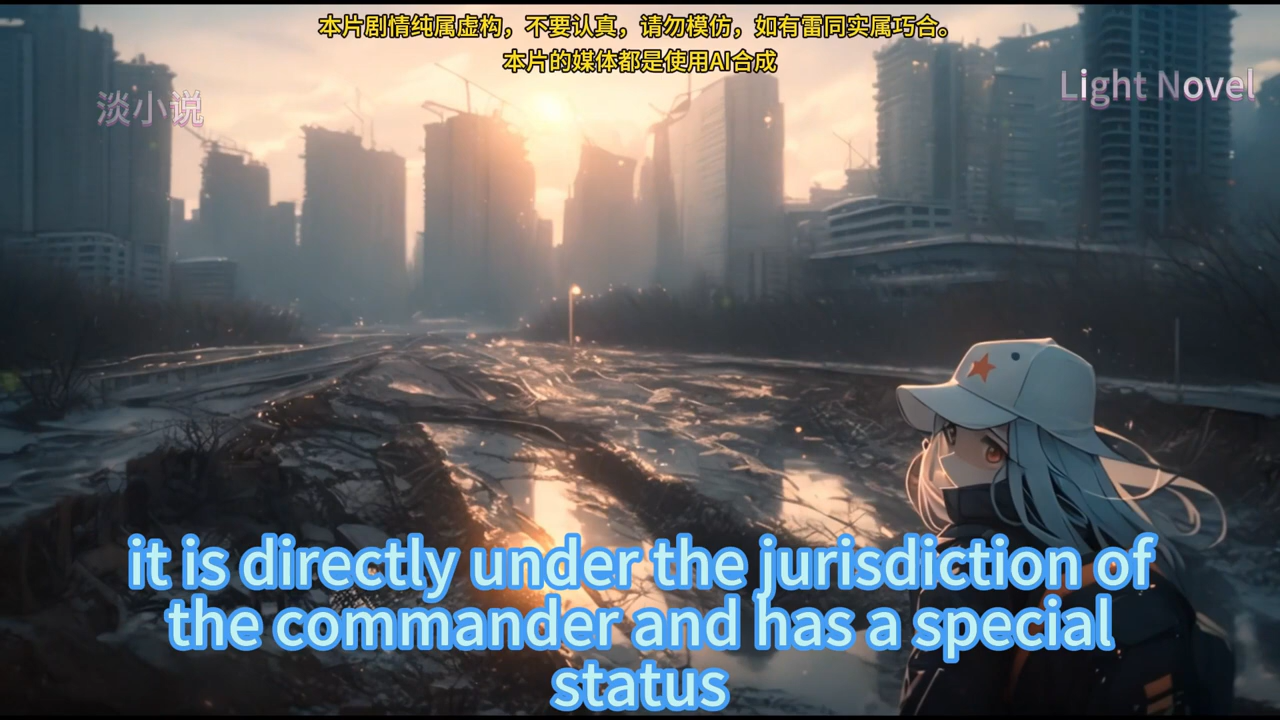 本片剧情纯属虚构，不要认真，请勿模仿，如有雷同实属巧合。
本片的媒体都是使用AI合成
淡小说
Light Novel
it is directly under the jurisdiction of
the commander and has a special
status